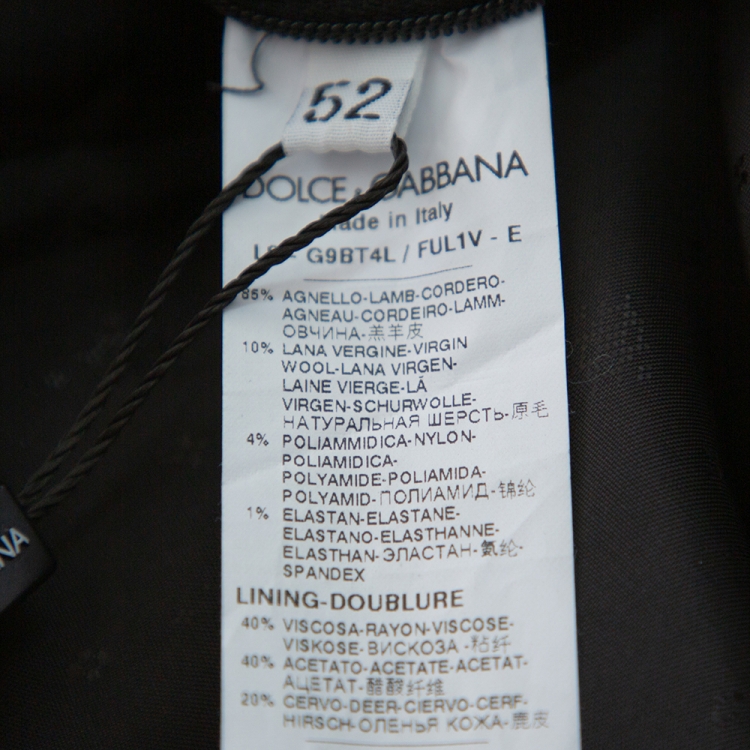 52
DOLCE & GABBANA
Made in Italy
G9BT4L / FUL1V - E
85% AGNELLO-LAMB-CORDERO-
AGNEAU-CORDEIRO-LAMM-
ОВЧИНА-羔羊皮
10% LANA VERGINE-VIRGIN
WOOL-LANA VIRGEN-
LAINE VIERGE-LÃ
VIRGEN-SCHURWOLLE-
НАТУРАЛЬНАЯ ШЕРСТЬ-原毛
4% POLIAMMIDICA-NYLON-
POLIAMIDICA-
POLYAMIDE-POLIAMIDA-
POLYAMID-ПОЛИАМИД-锦纶
1% ELASTAN-ELASTANE-
ELASTANO-ELASTHANNE-
ELASTHAN-ЭЛАСТАН-氨纶-
SPANDEX
LINING-DOUBLURE
40% VISCOSA-RAYON-VISCOSE-
VISKOSE-ВИСКОЗА -粘纤
40% ACETATO-ACETATE-ACETAT-
АЦЕТАТ-醋酸纤维
20% CERVO-DEER-CIERVO-CERF-
HIRSCH-ОЛЕНЬЯ КОЖА-鹿皮
NA